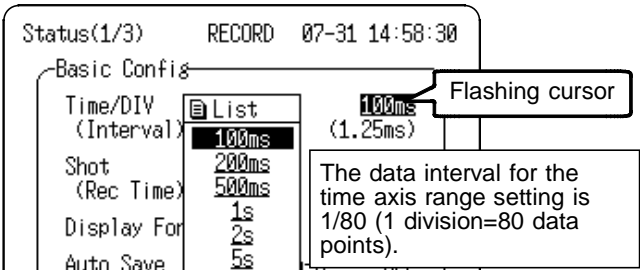 Status(1/3) RECORD 07-31 14:58:30
Basic Config
Time/DIV 100ms
(Interval) (1.25ms)
Shot
(Rec Time)
Display For
Auto Save
List
100ms
200ms
500ms
1s
2s
5s
Flashing cursor
The data interval for the
time axis range setting is
1/80 (1 division=80 data
points).